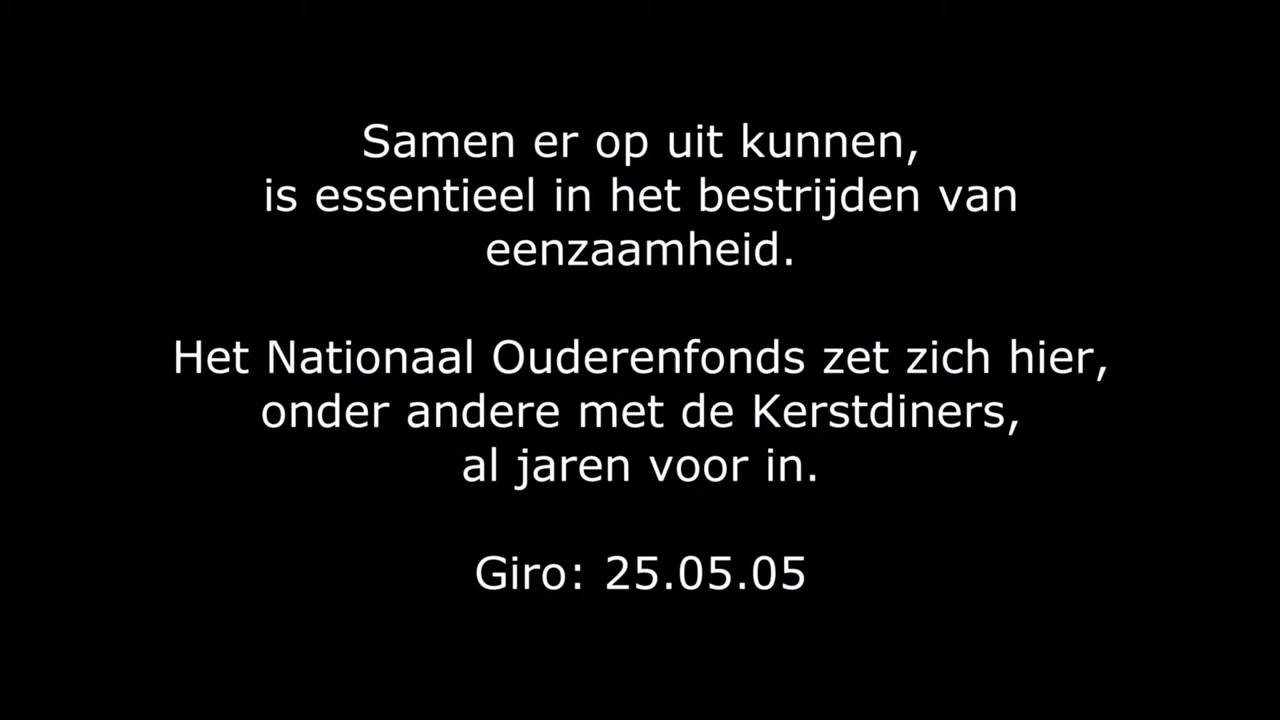 Samen er op uit kunnen,
is essentieel in het bestrijden van
eenzaamheid.
Het Nationaal Ouderenfonds zet zich hier,
onder andere met de Kerstdiners,
al jaren voor in.
Giro: 25.05.05